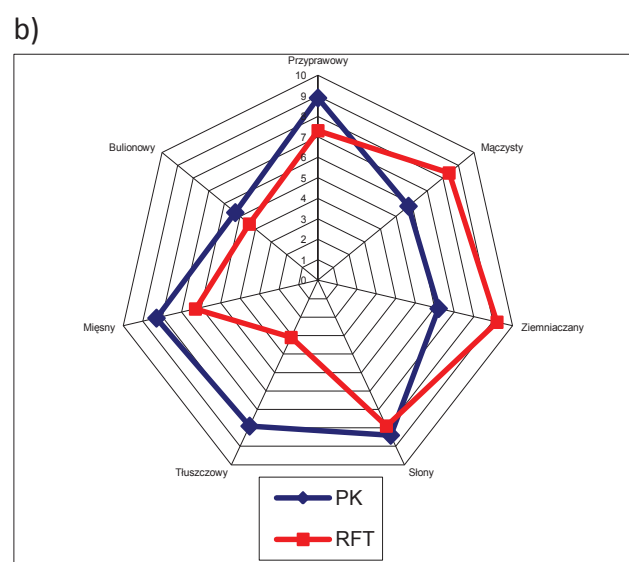 b)
Przyprawowy
10
9
8
7
6
5
4
3
2
1
0
Bulionowy
Mączysty
Mięsny
Ziemniaczany
Tłuszczowy
Słony
PK
RFT